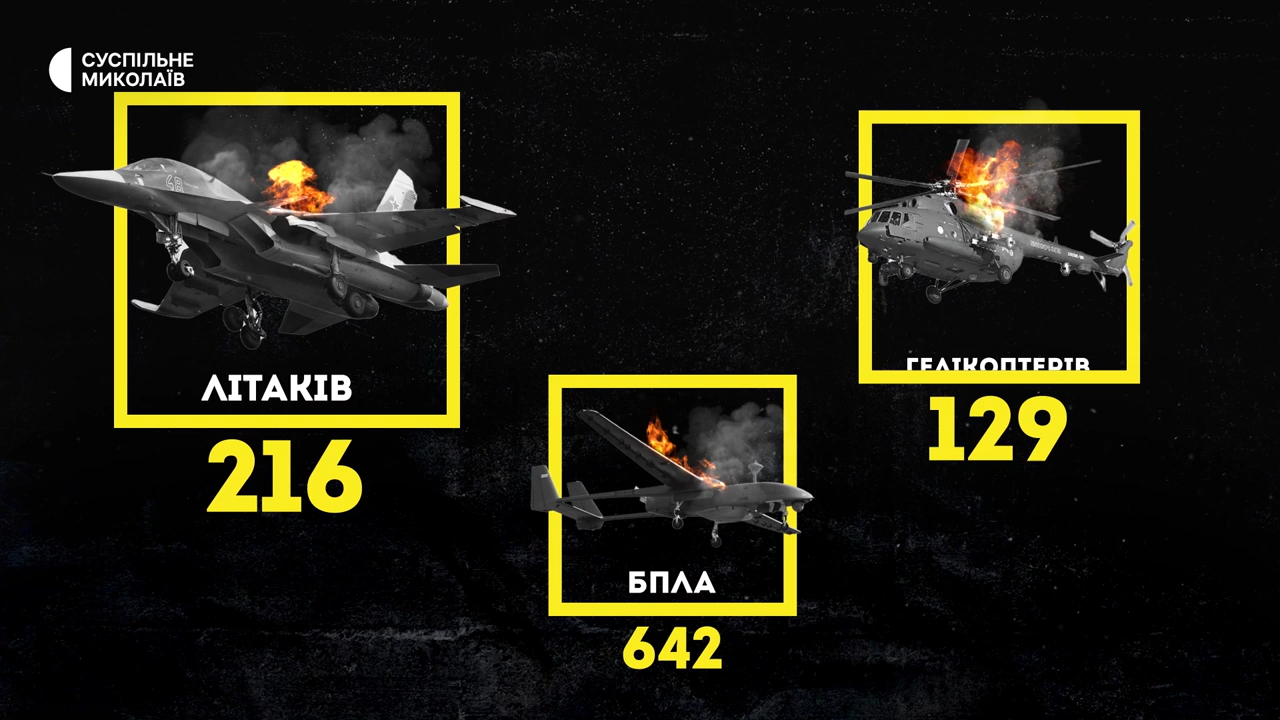 СУСПІЛЬНЕ
МИКОЛАЇВ
ЛІТАКІВ
216
ГЕЛІКОПТЕРІВ
129
БПЛА
642